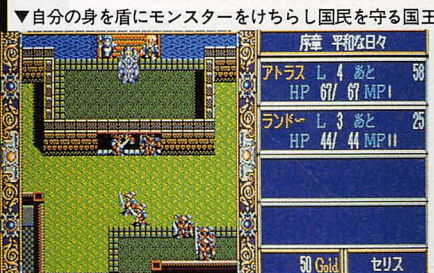 ▼自分の身を盾にモンスターをけちらし国民を守る国王
序章 平和な日々
アトラス L 4 あと 58
HP 67/ 67 MP 1
ランドー L 3 あと 25
HP 44/ 44 MP 11
50 Gold セリス